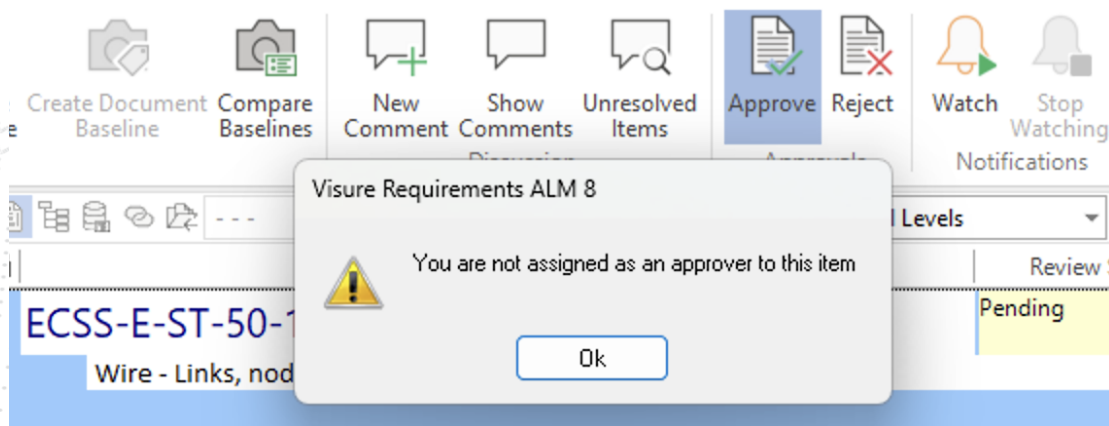 Create Document
Baseline
Compare
Baselines
New
Comment
Show
Comments
Unresolved
Items
Approve
Reject
Watch
Stop
Watching
Notifications
Visure Requirements ALM 8
You are not assigned as an approver to this item
Ok
- - -
Levels
Review
ECSS-E-ST-50-
Pending
Wire - Links, nod